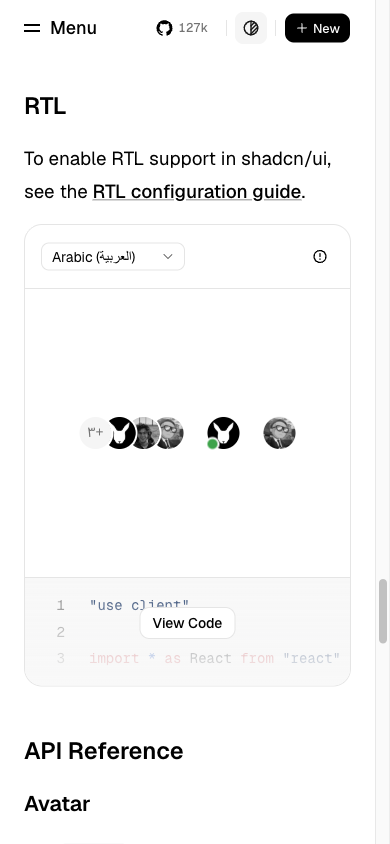 Menu
127k
+ New
RTL
To enable RTL support in shadcn/ui,
see the RTL configuration guide.
Arabic (العربية)
+٣
1 "use client"
2
View Code
3 import * as React from "react"
API Reference
Avatar